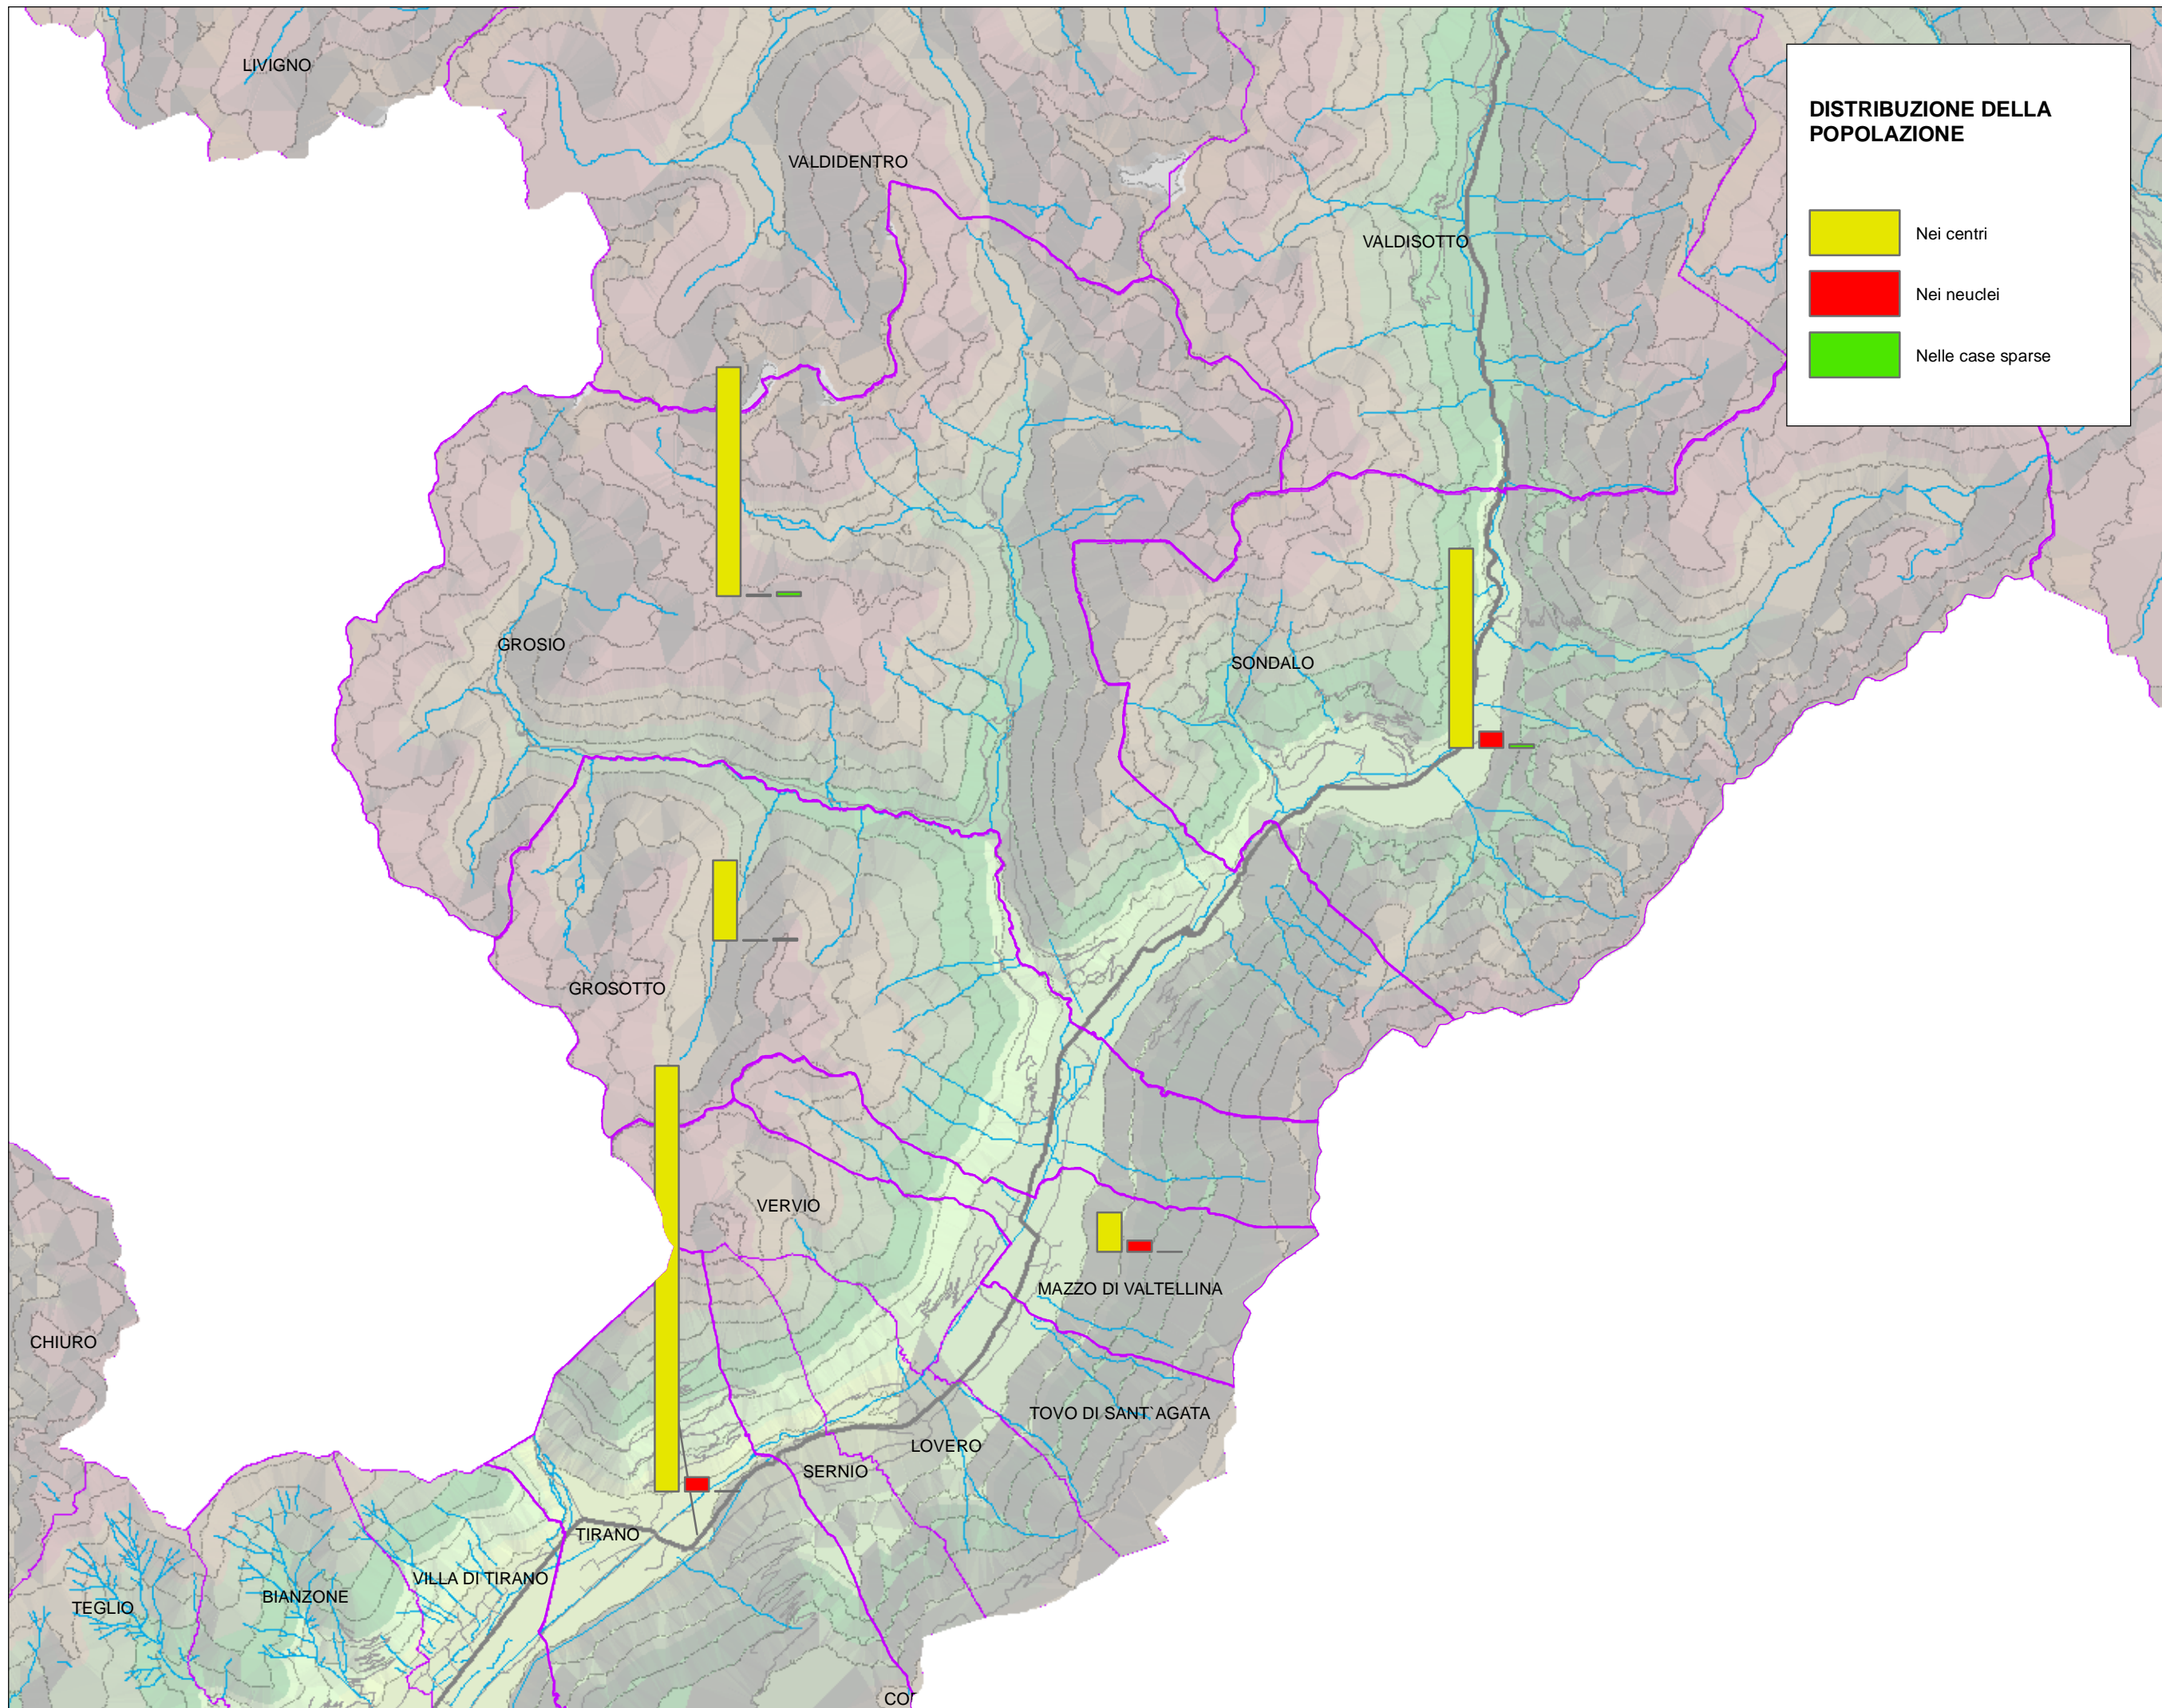 LIVIGNO
VALDIDENTRO
VALDISOTTO
DISTRIBUZIONE DELLA
POPOLAZIONE
Nei centri
Nei neuclei
Nelle case sparse
GROSIO
SONDALO
GROSOTTO
VERVIO
MAZZO DI VALTELLINA
CHIURO
TOVO DI SANT`AGATA
LOVERO
SERNIO
TIRANO
VILLA DI TIRANO
BIANZONE
TEGLIO